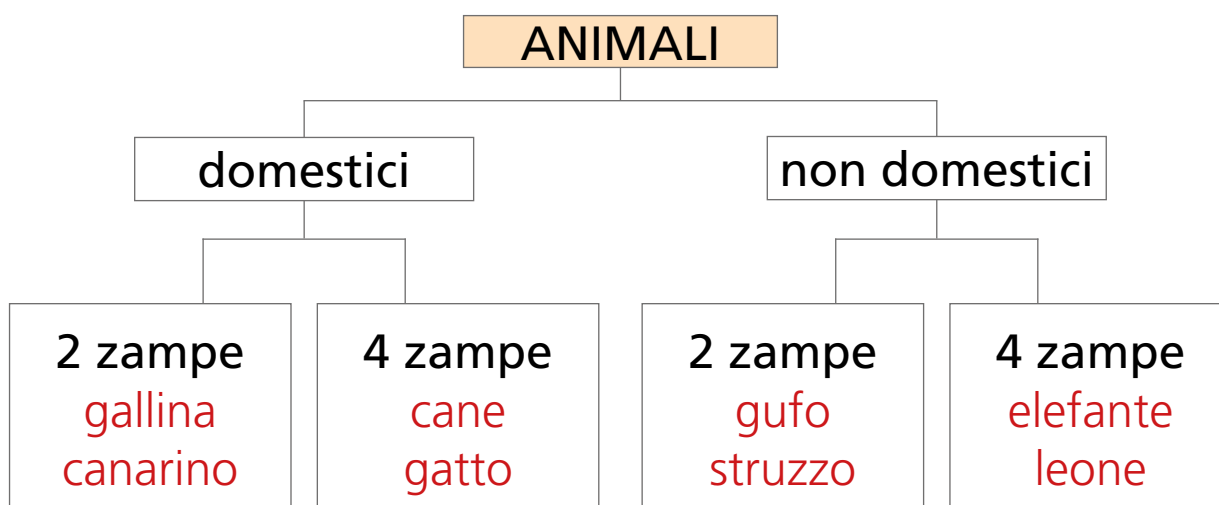 ANIMALI
domestici
non domestici
2 zampe
gallina
canarino
4 zampe
cane
gatto
2 zampe
gufo
struzzo
4 zampe
elefante
leone